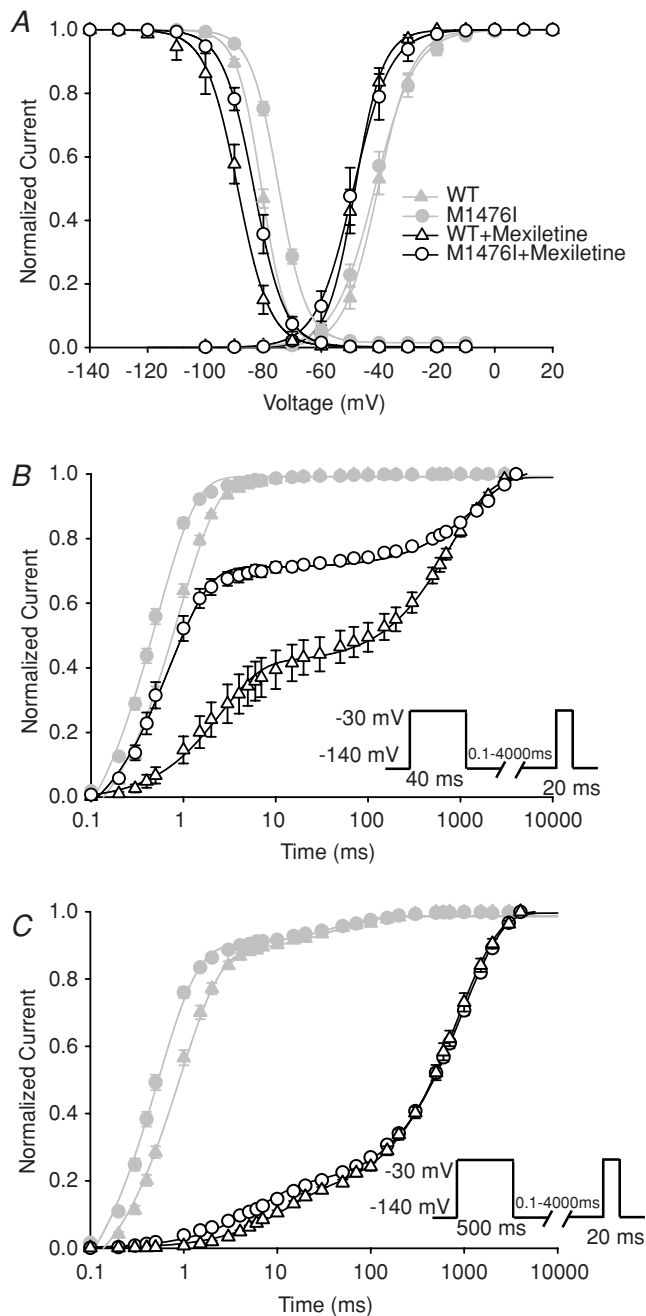 A
Normalized Current
1.0
0.8
0.6
0.4
0.2
0.0
WT
M1476I
WT+Mexiletine
M1476I+Mexiletine
-140 -120 -100 -80 -60 -40 -20 0 20
Voltage (mV)
B
Normalized Current
1.0
0.8
0.6
0.4
0.2
0.0
-30 mV
-140 mV
0.1-4000ms
40 ms
20 ms
0.1 1 10 100 1000 10000
Time (ms)
C
Normalized Current
1.0
0.8
0.6
0.4
0.2
0.0
-30 mV
-140 mV
0.1-4000ms
500 ms
20 ms
0.1 1 10 100 1000 10000
Time (ms)